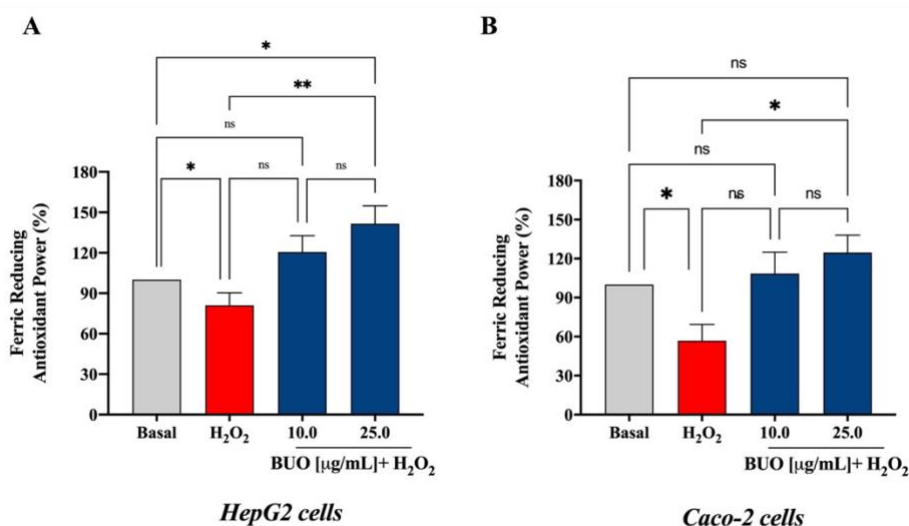 A
*
**
ns
*
ns
ns
Ferric Reducing
Antioxidant Power (%)
180
150
120
90
60
30
0
Basal
H₂O₂
10.0
25.0
BUO [µg/mL]+ H₂O₂
HepG2 cells
B
ns
*
ns
*
ns
ns
Ferric Reducing
Antioxidant Power (%)
180
150
120
90
60
30
0
Basal
H₂O₂
10.0
25.0
BUO [µg/mL]+ H₂O₂
Caco-2 cells